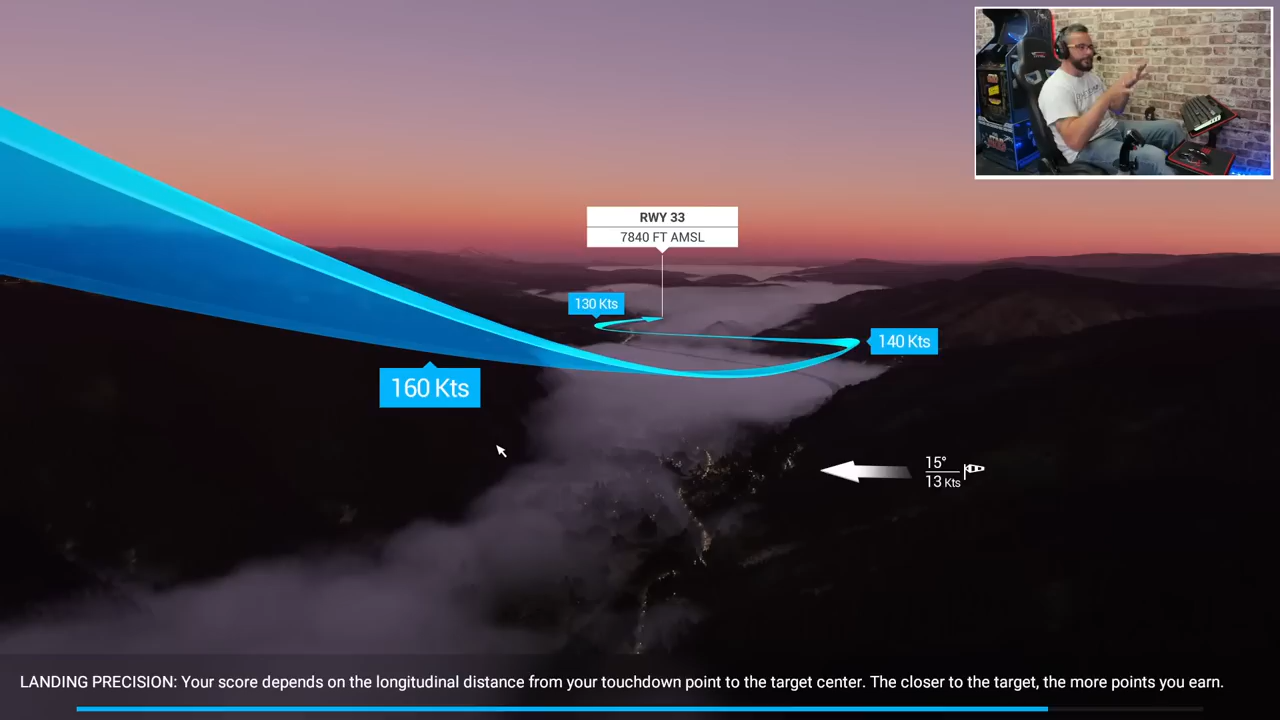 RWY 33
7840 FT AMSL
130 Kts
140 Kts
160 Kts
15°
13 Kts
LANDING PRECISION: Your score depends on the longitudinal distance from your touchdown point to the target center. The closer to the target, the more points you earn.